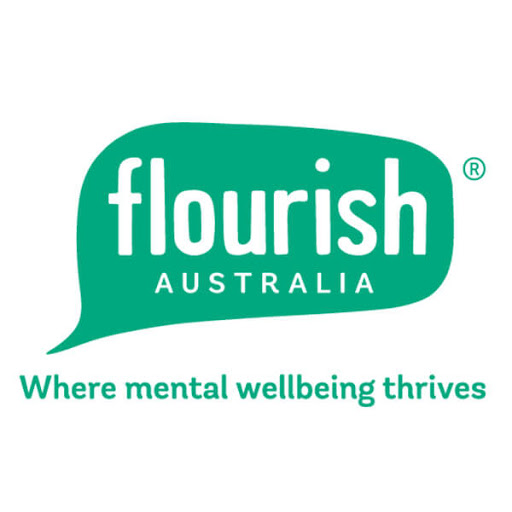 flourish
®
AUSTRALIA
Where mental wellbeing thrives